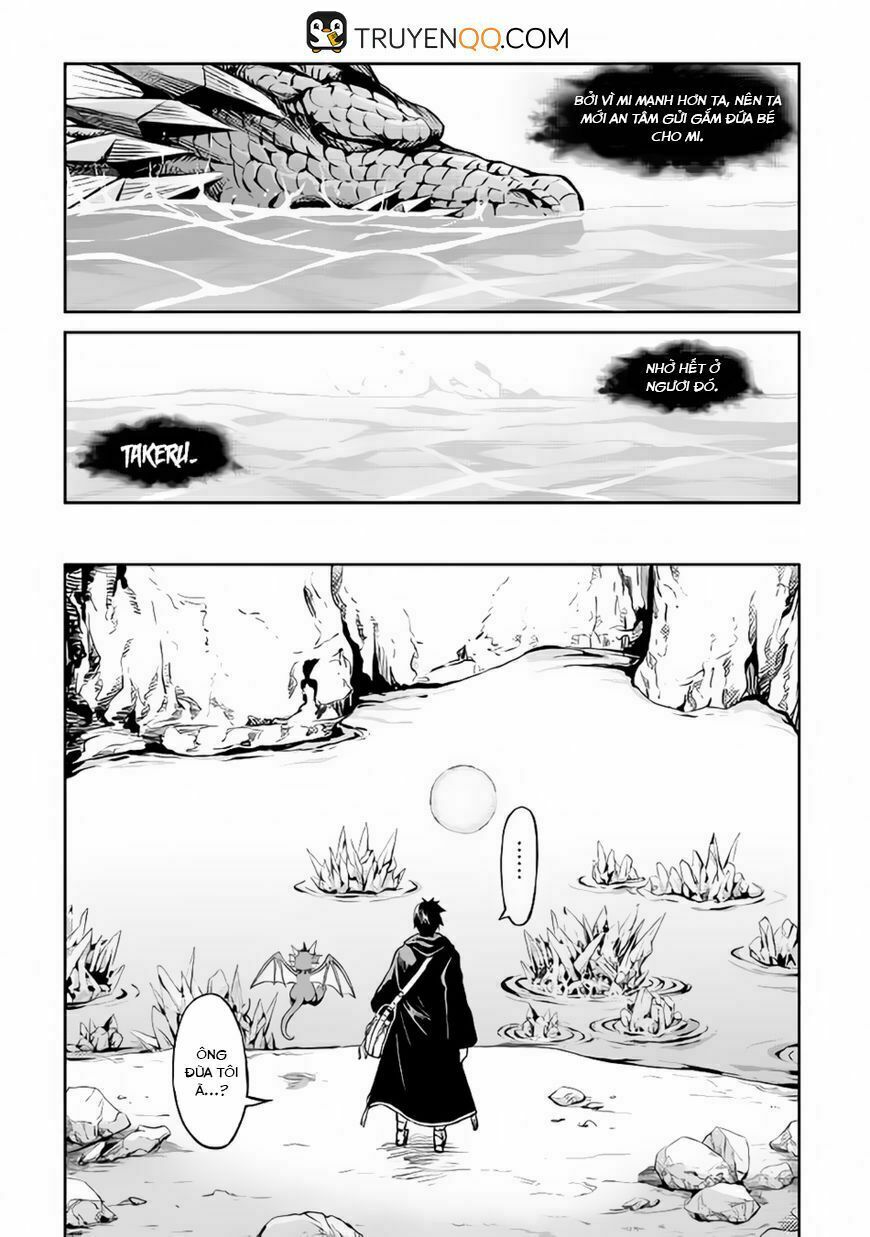 TRUYENQQ.COM
BỞI VÌ MI MẠNH HƠN TA, NÊN TA
MỚI AN TÂM GỬI GẮM ĐỨA BÉ
CHO MI.
NHỜ HẾT Ở
NGƯƠI ĐÓ.
TAKERU..
......
ÔNG
ĐÙA TÔI
À...?